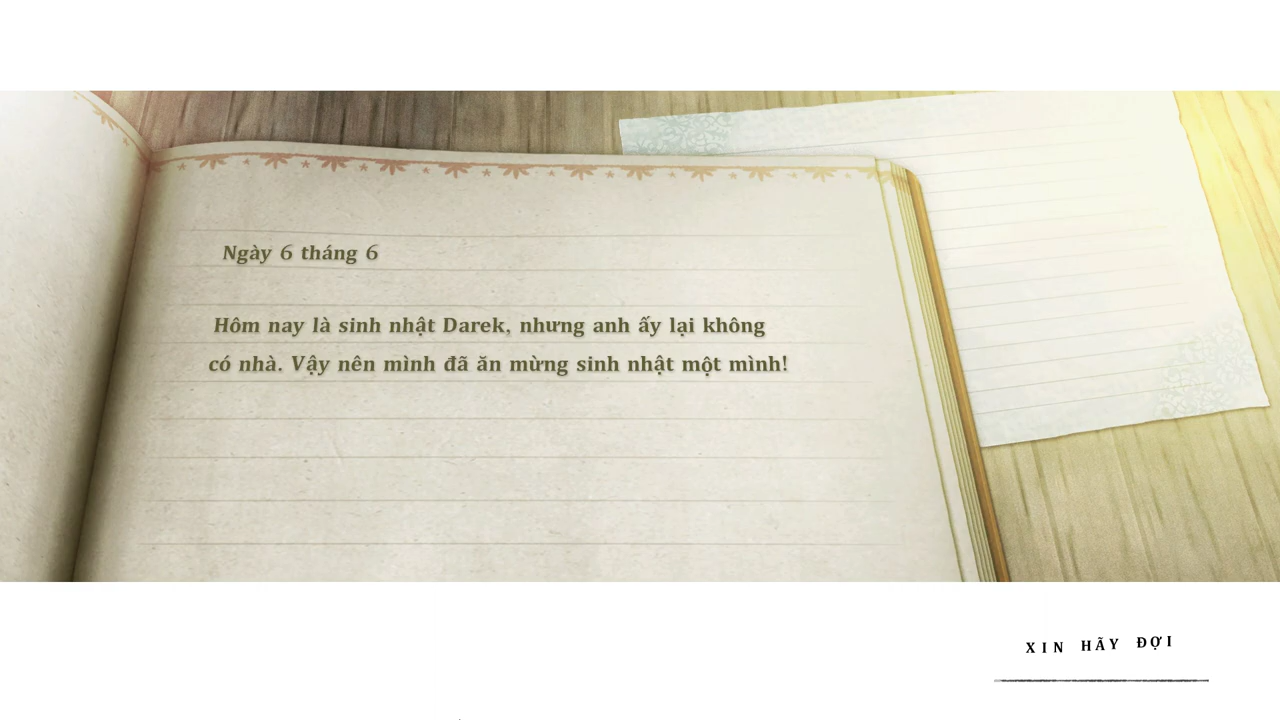 Ngày 6 tháng 6
Hôm nay là sinh nhật Darek, nhưng anh ấy lại không
có nhà. Vậy nên mình đã ăn mừng sinh nhật một mình!
XIN HÃY ĐỢI